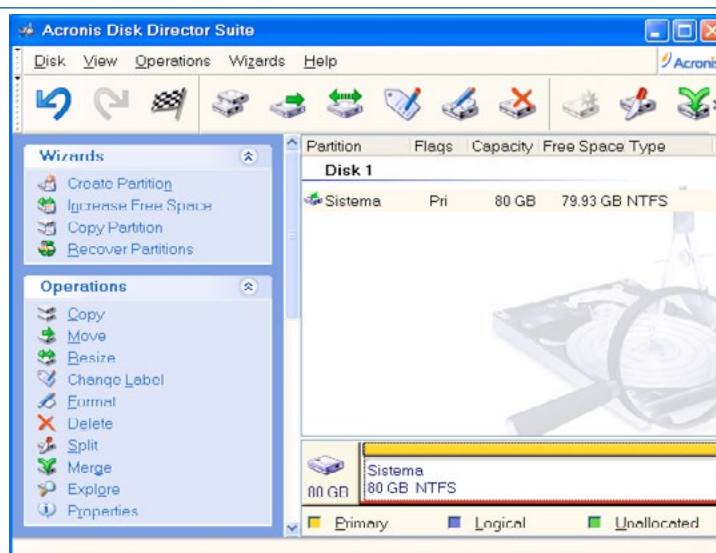 Acronis Disk Director Suite
Disk View Operations Wizards Help
Acronis
Wizards
Create Partition
Increase Free Space
Copy Partition
Recover Partitions
Operations
Copy
Move
Resize
Change Label
Format
Delete
Split
Merge
Explore
Properties
Partition Flags Capacity Free Space Type
Disk 1
Sistema Pri 80 GB 79.93 GB NTFS
Sistema
80 GB NTFS
80 GB
Primary Logical Unallocated